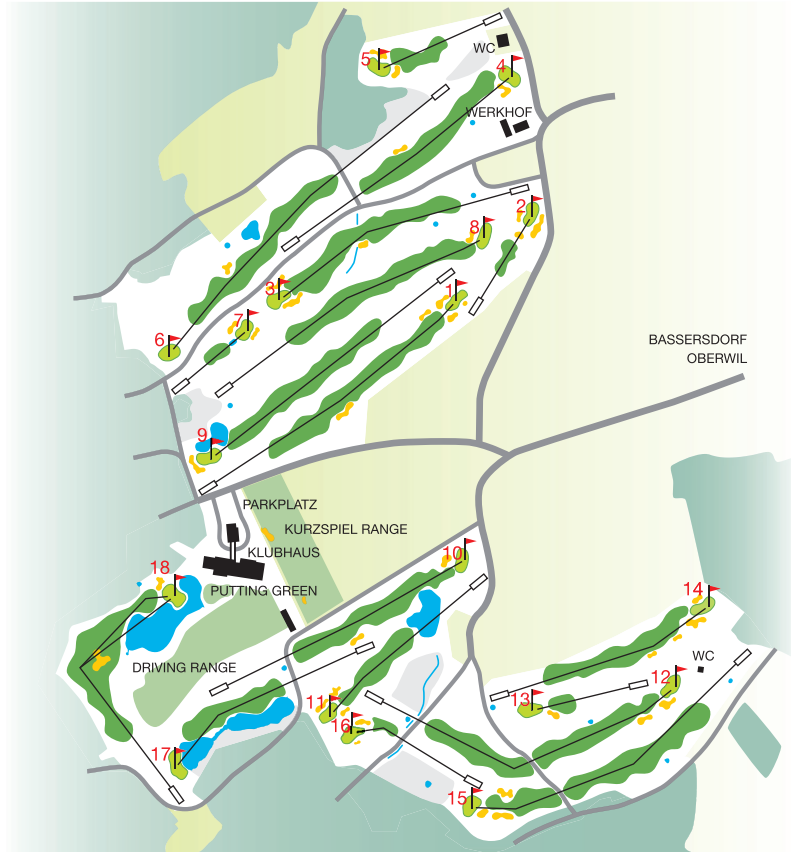 5
WC
4
WERKHOF
2
8
3
1
7
6
BASSERSDORF
OBERWIL
9
PARKPLATZ
KURZSPIEL RANGE
KLUBHAUS
10
18
PUTTING GREEN
14
DRIVING RANGE
WC
12
13
11
16
17
15